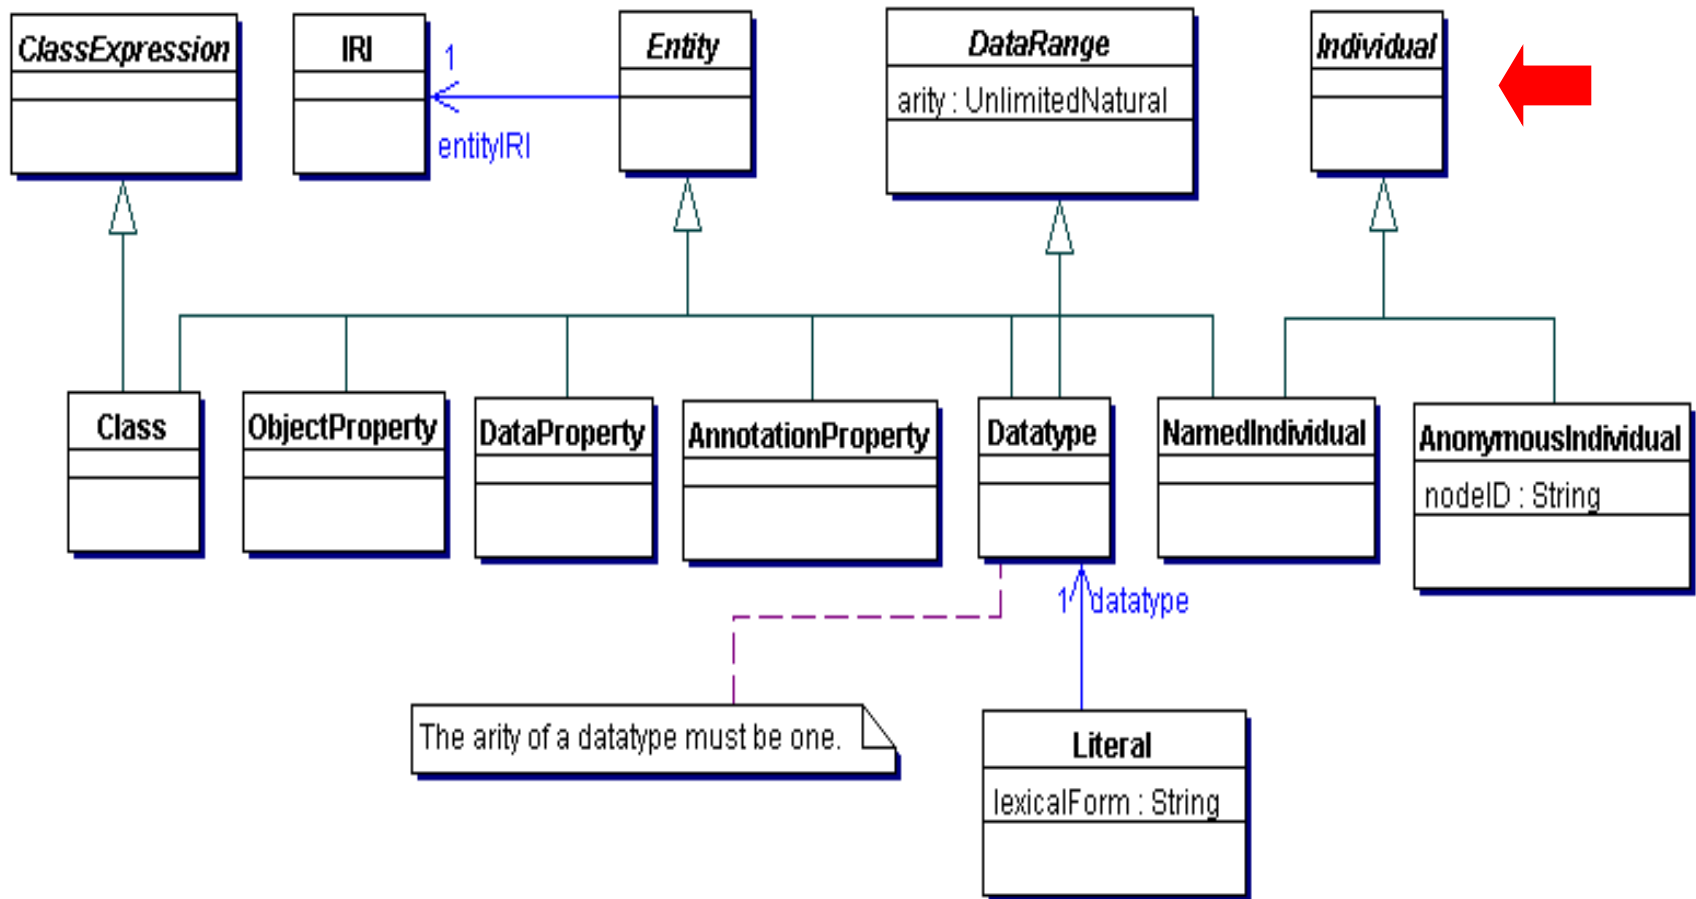 ClassExpression
IRI
1
entityIRI
Entity
DataRange
arity : UnlimitedNatural
Individual
Class
ObjectProperty
DataProperty
AnnotationProperty
Datatype
NamedIndividual
AnonymousIndividual
nodeID : String
1 datatype
The arity of a datatype must be one.
Literal
lexicalForm : String